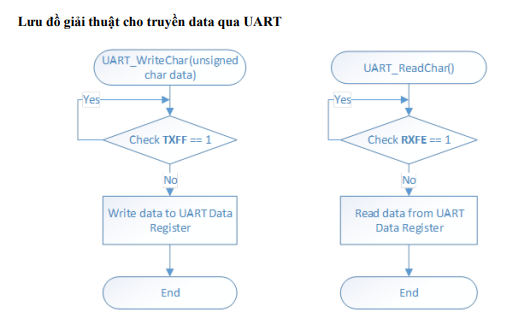 Lưu đồ giải thuật cho truyền data qua UART
UART_WriteChar(unsigned
char data)
Yes
Check TXFF == 1
No
Write data to UART Data
Register
End
UART_ReadChar()
Yes
Check RXFE == 1
No
Read data from UART
Data Register
End